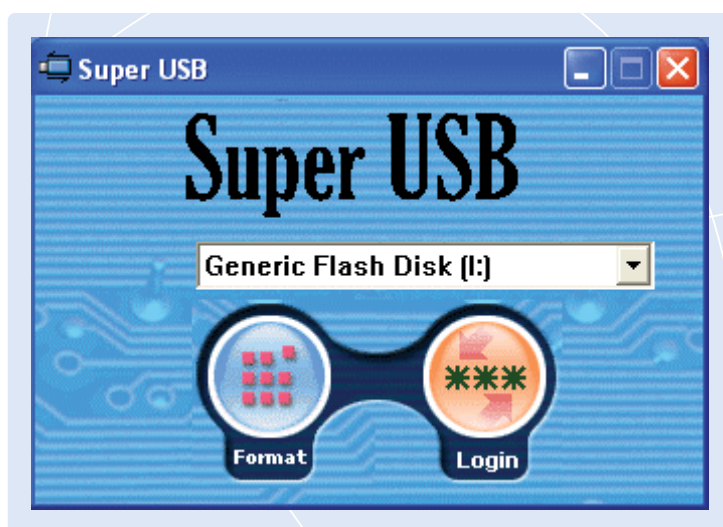 Super USB
Super USB
Generic Flash Disk (I:)
***
Format
Login